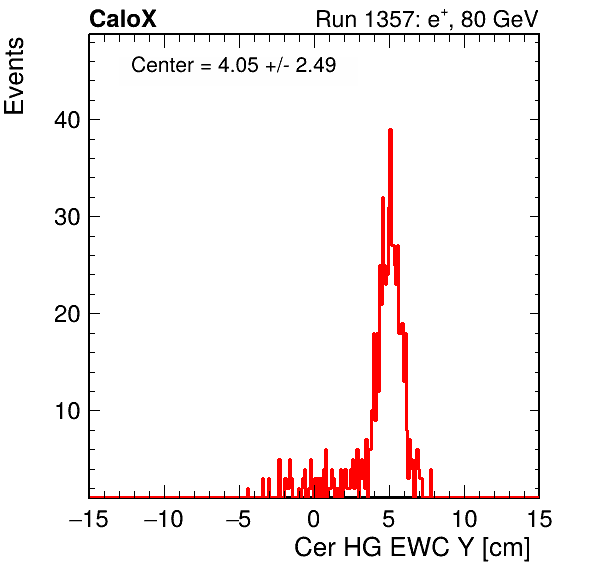 CaloX Run 1357: e⁺, 80 GeV
Events
Center = 4.05 +/- 2.49
40
30
20
10
−15 −10 −5 0 5 10 15
Cer HG EWC Y [cm]